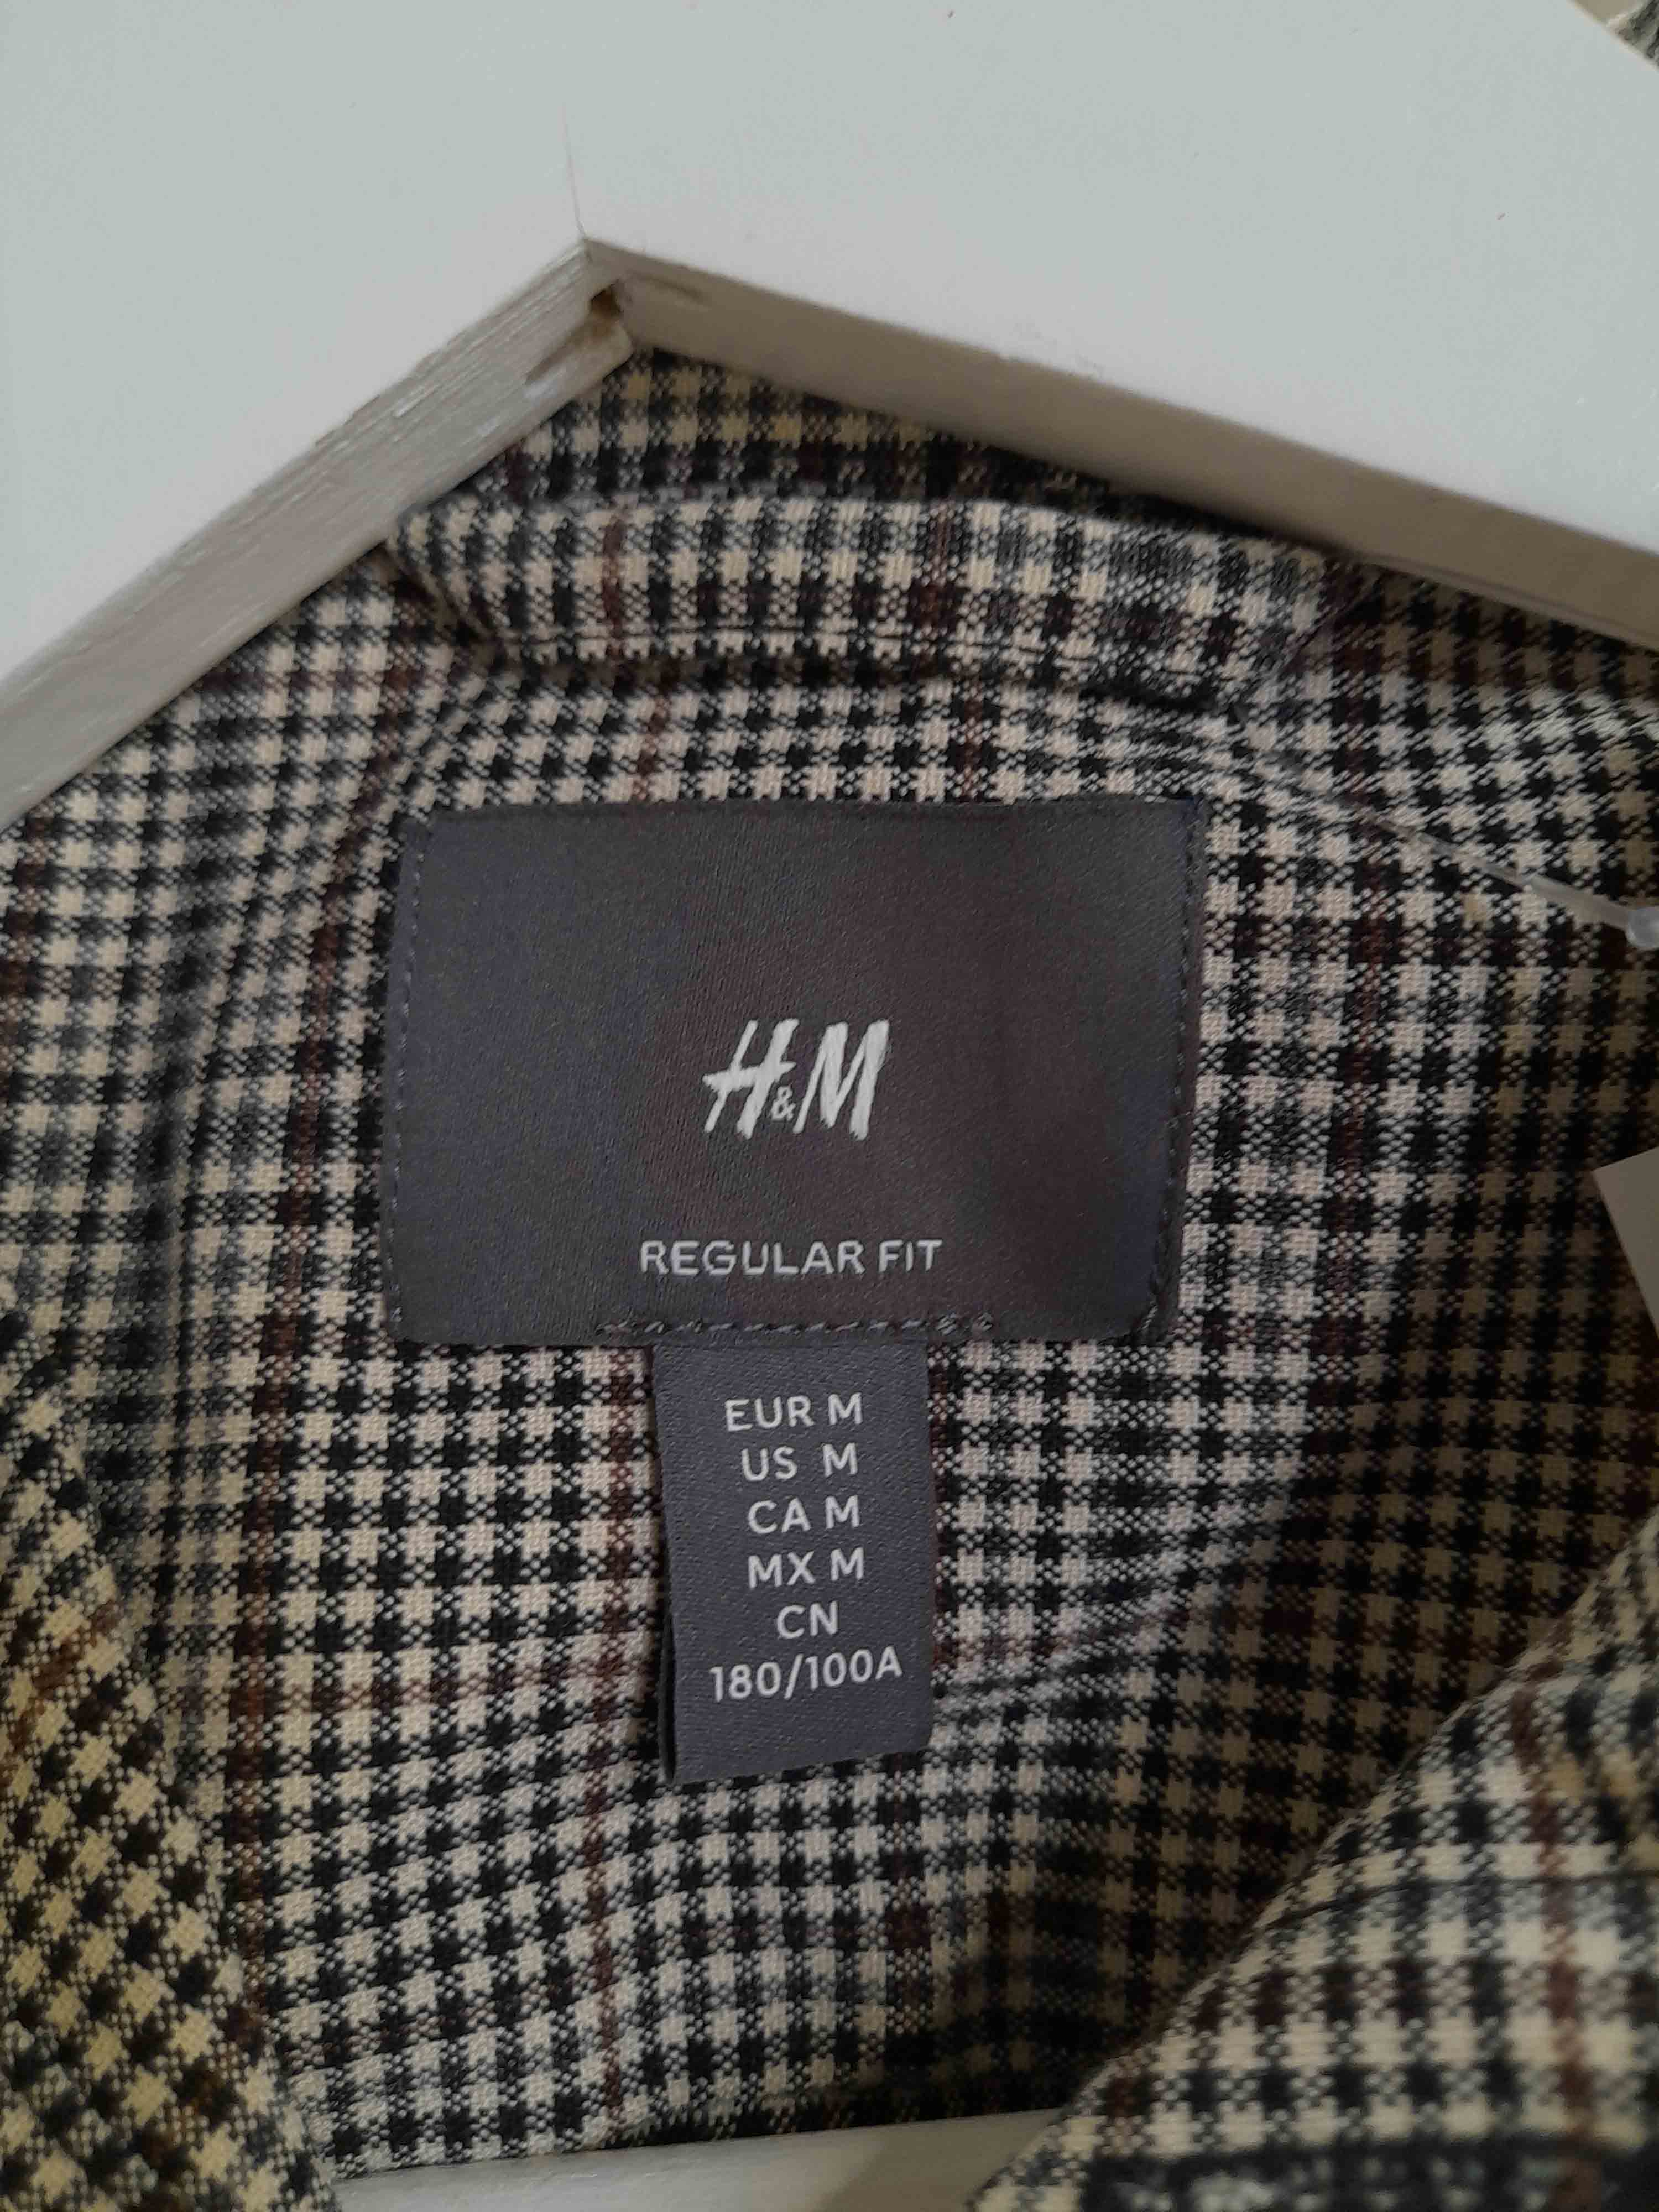 H&M
REGULAR FIT
EUR M
US M
CA M
MX M
CN
180/100A